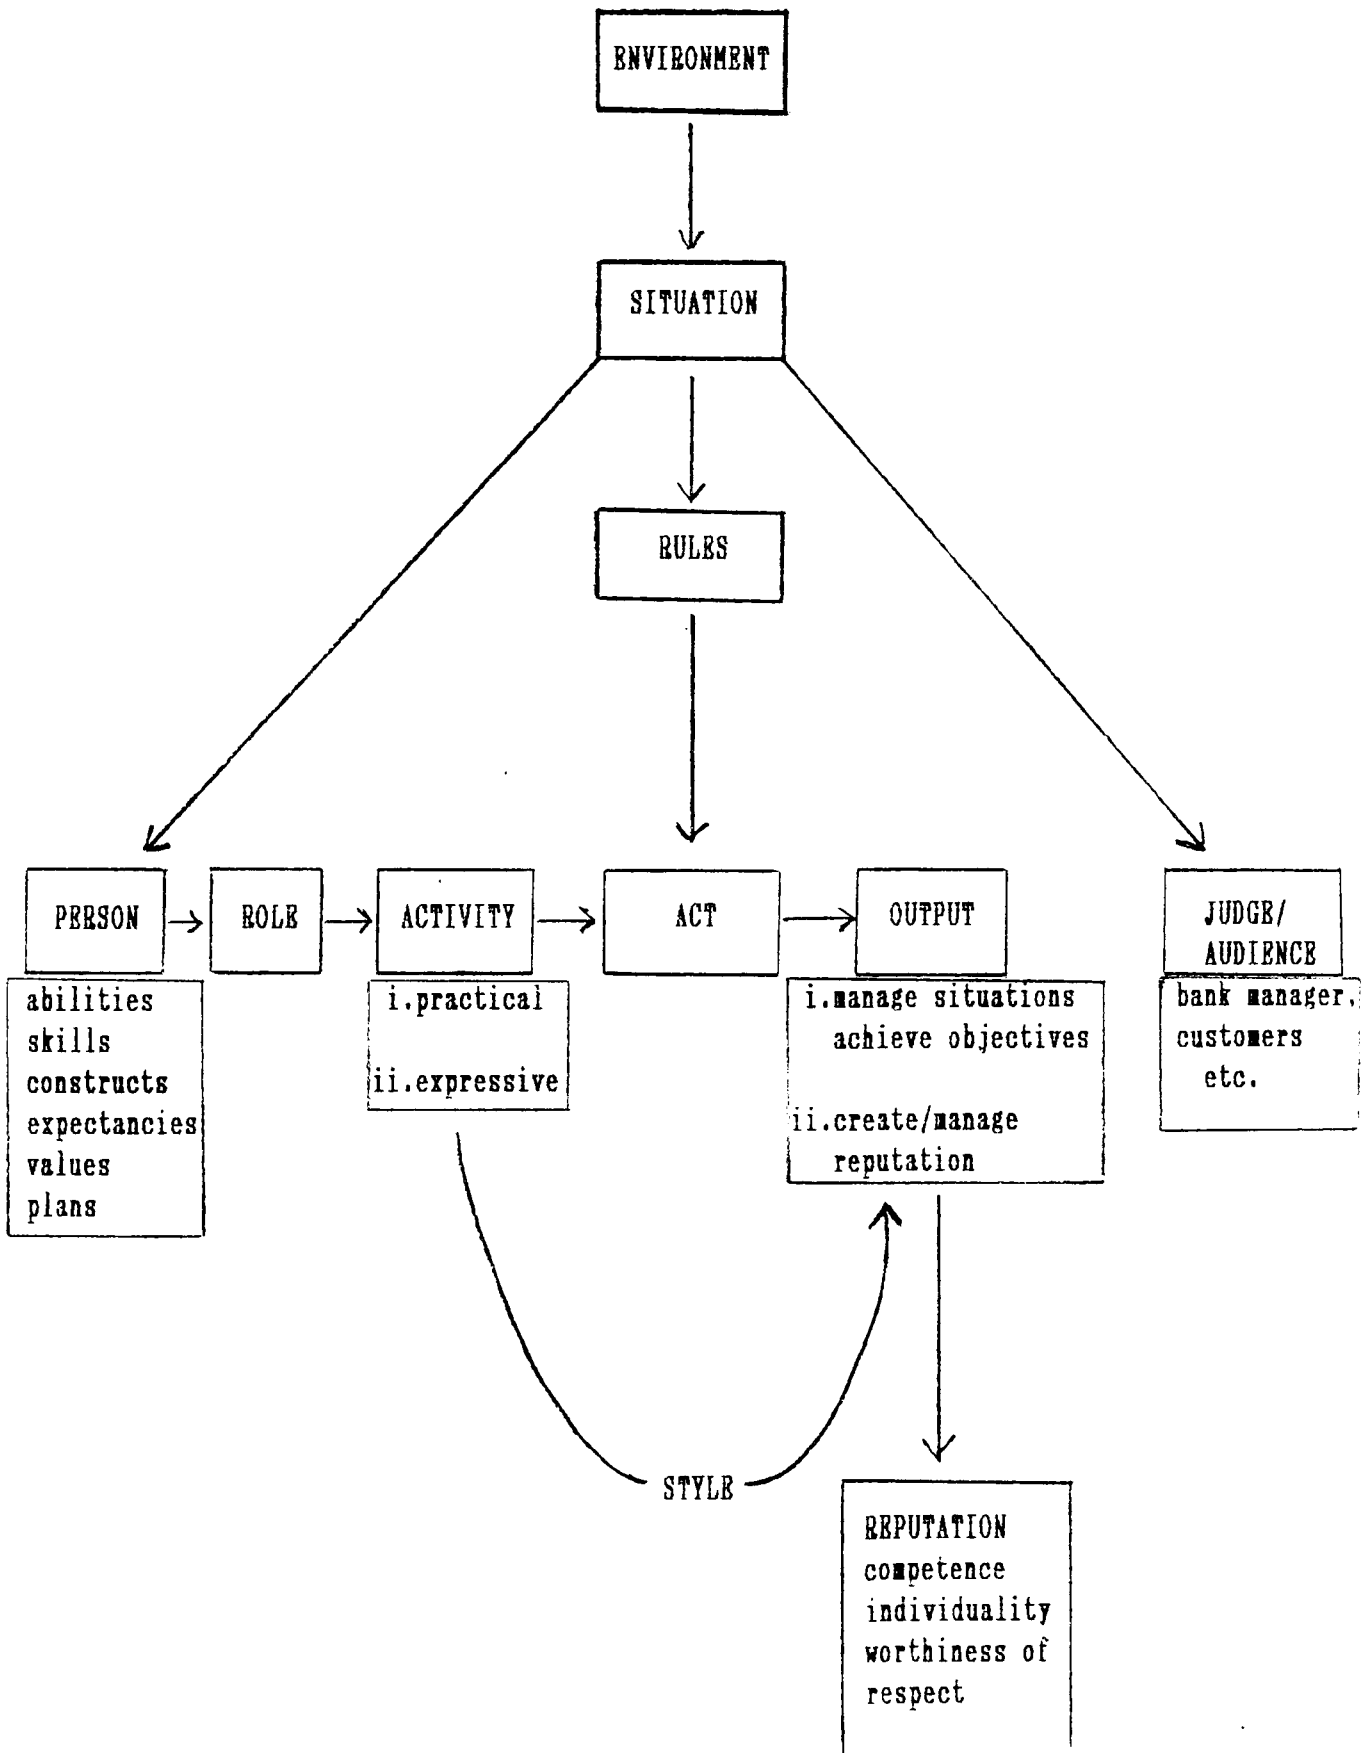 ENVIRONMENT
SITUATION
RULES
PERSON
ROLE
ACTIVITY
ACT
OUTPUT
JUDGE/
AUDIENCE
abilities
skills
constructs
expectancies
values
plans
i.practical
ii.expressive
i.manage situations
achieve objectives
ii.create/manage
reputation
bank manager,
customers
etc.
STYLE
REPUTATION
competence
individuality
worthiness of
respect